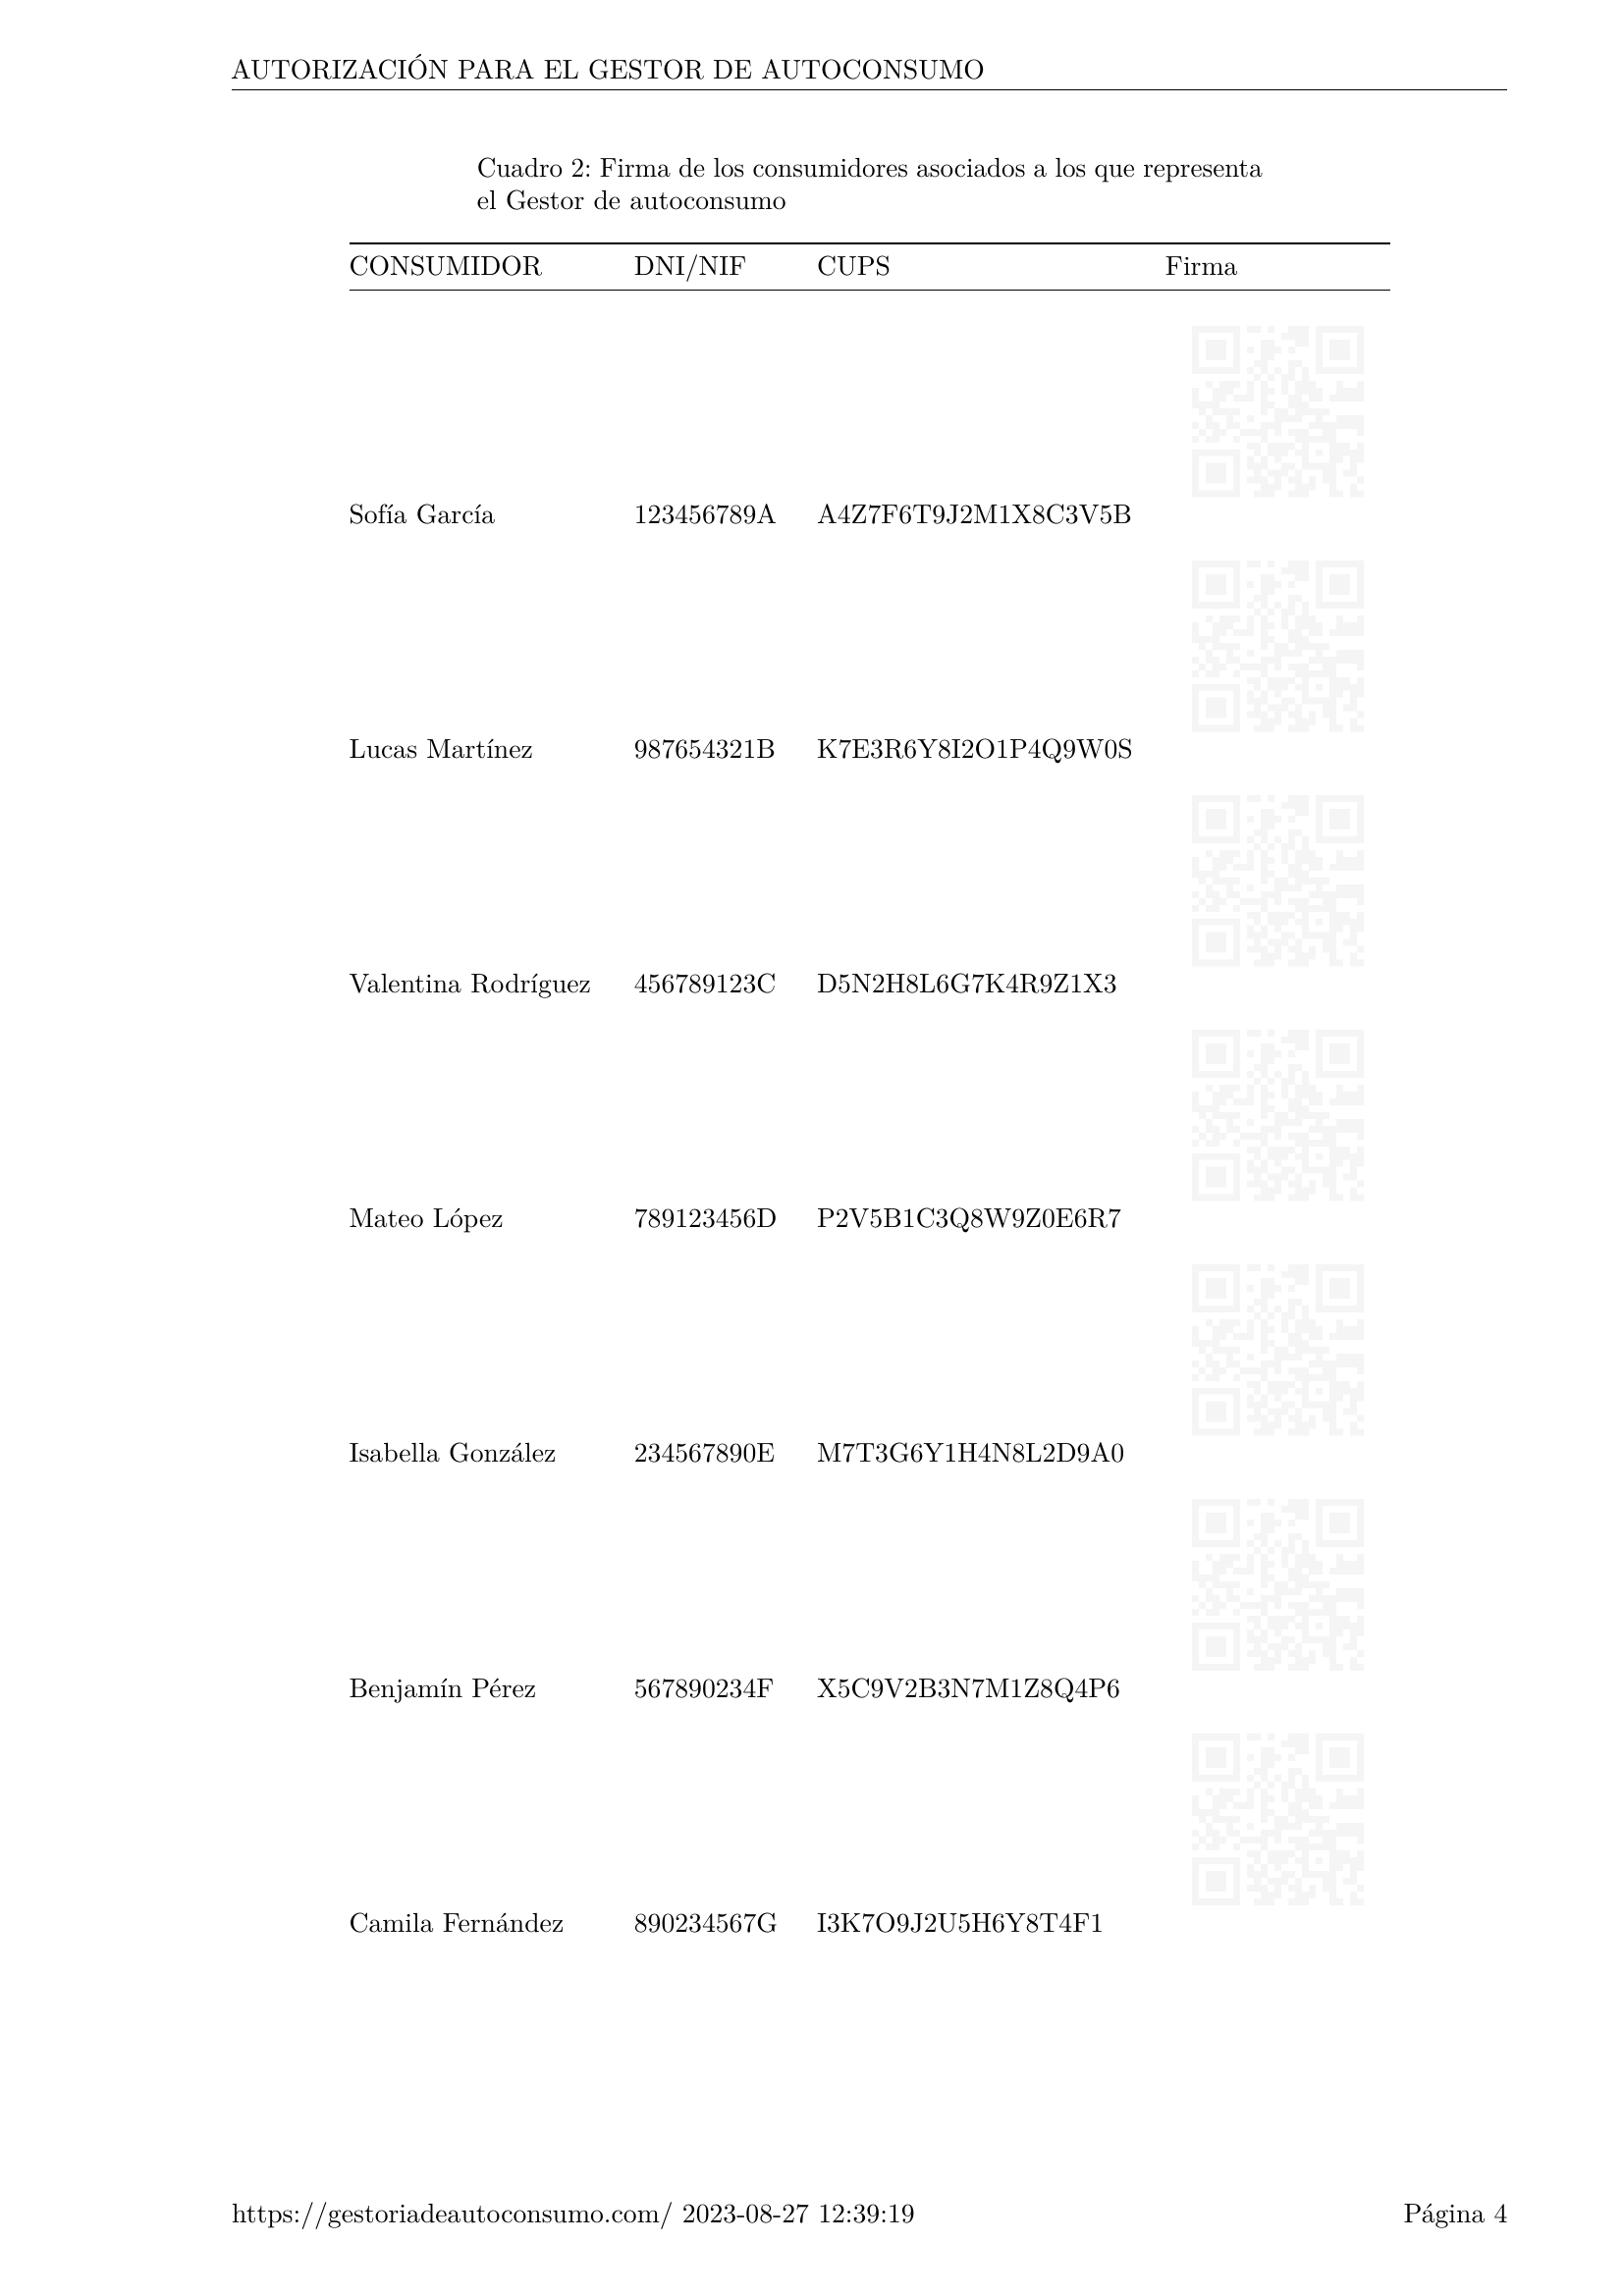 AUTORIZACIÓN PARA EL GESTOR DE AUTOCONSUMO
Cuadro 2: Firma de los consumidores asociados a los que representa
el Gestor de autoconsumo
CONSUMIDOR DNI/NIF CUPS Firma
Sofía García 123456789A A4Z7F6T9J2M1X8C3V5B
Lucas Martínez 987654321B K7E3R6Y8I2O1P4Q9W0S
Valentina Rodríguez 456789123C D5N2H8L6G7K4R9Z1X3
Mateo López 789123456D P2V5B1C3Q8W9Z0E6R7
Isabella González 234567890E M7T3G6Y1H4N8L2D9A0
Benjamín Pérez 567890234F X5C9V2B3N7M1Z8Q4P6
Camila Fernández 890234567G I3K7O9J2U5H6Y8T4F1
https://gestoriadeautoconsumo.com/ 2023-08-27 12:39:19 Página 4